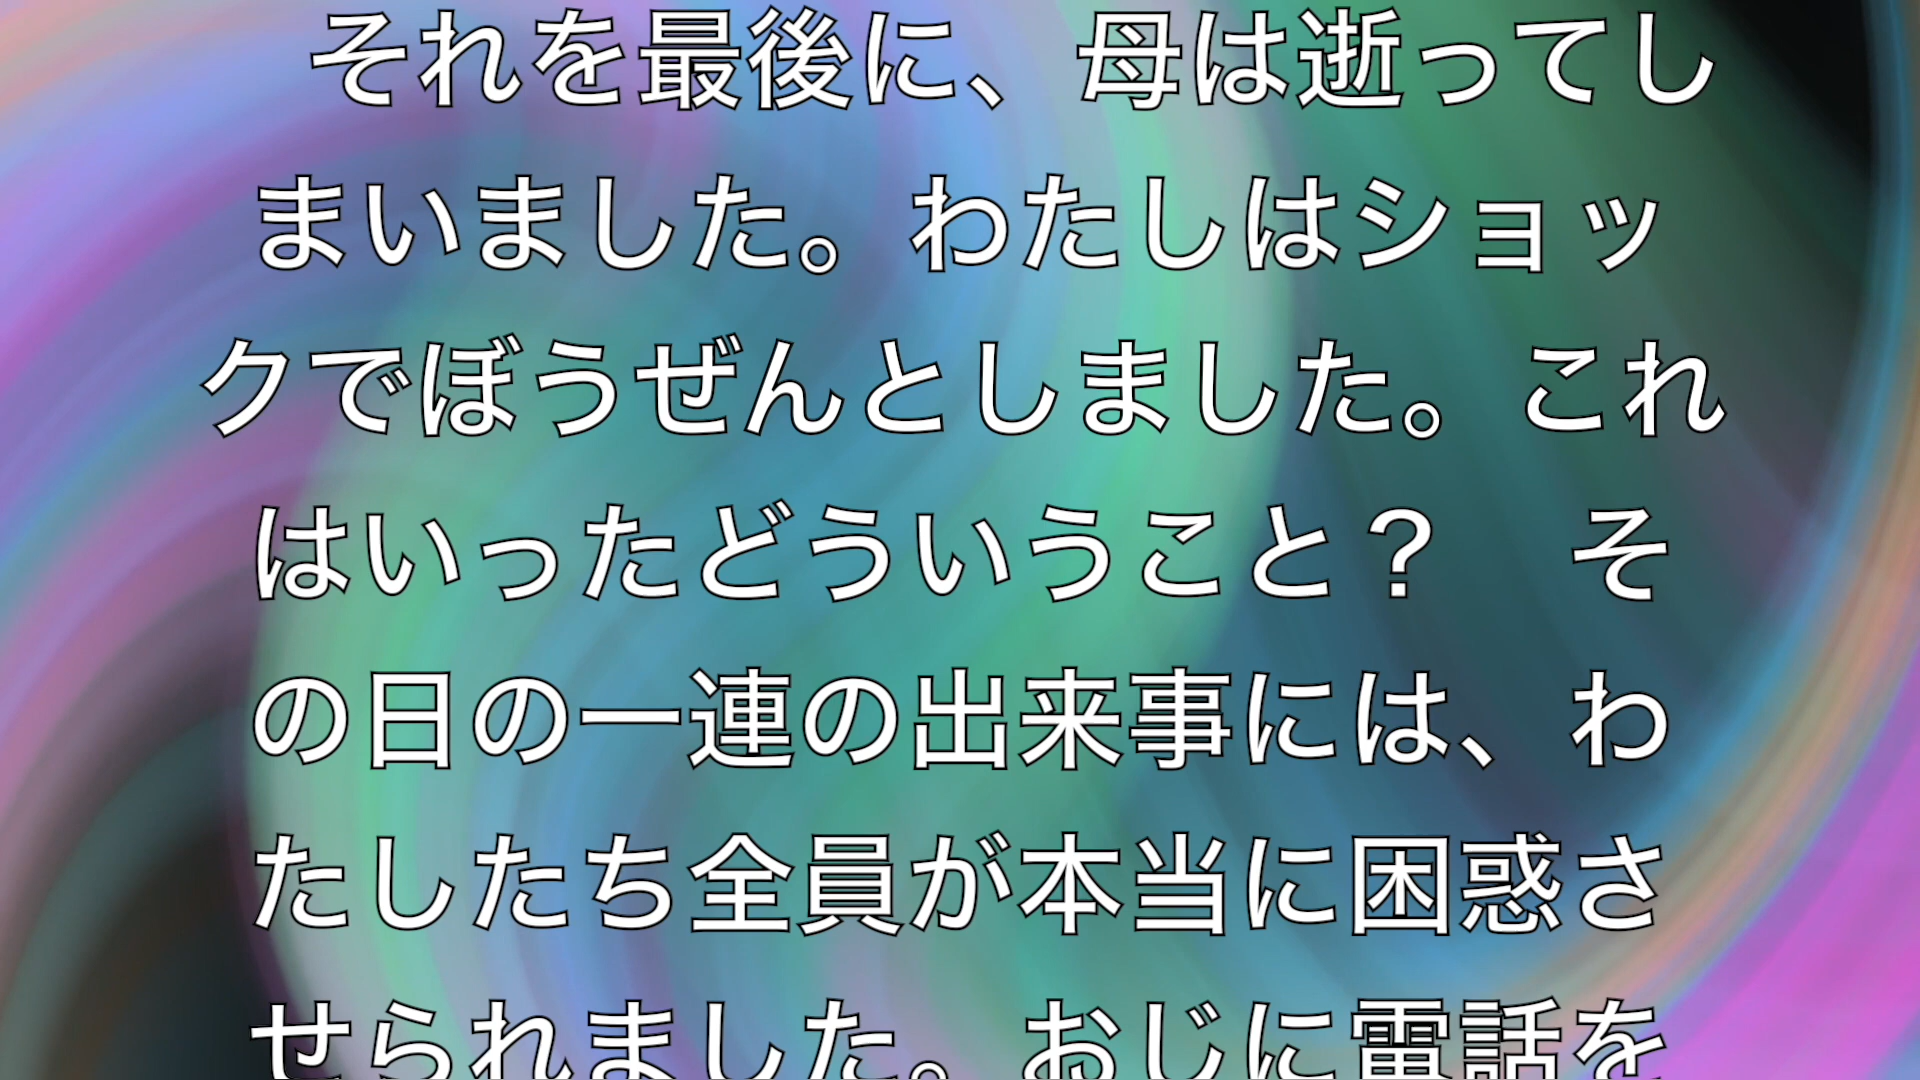 それを最後に、母は逝ってし
まいました。わたしはショッ
クでぼうぜんとしました。これ
はいったどういうこと？　そ
の日の一連の出来事には、わ
たしたち全員が本当に困惑さ
せられました。おじに電話を